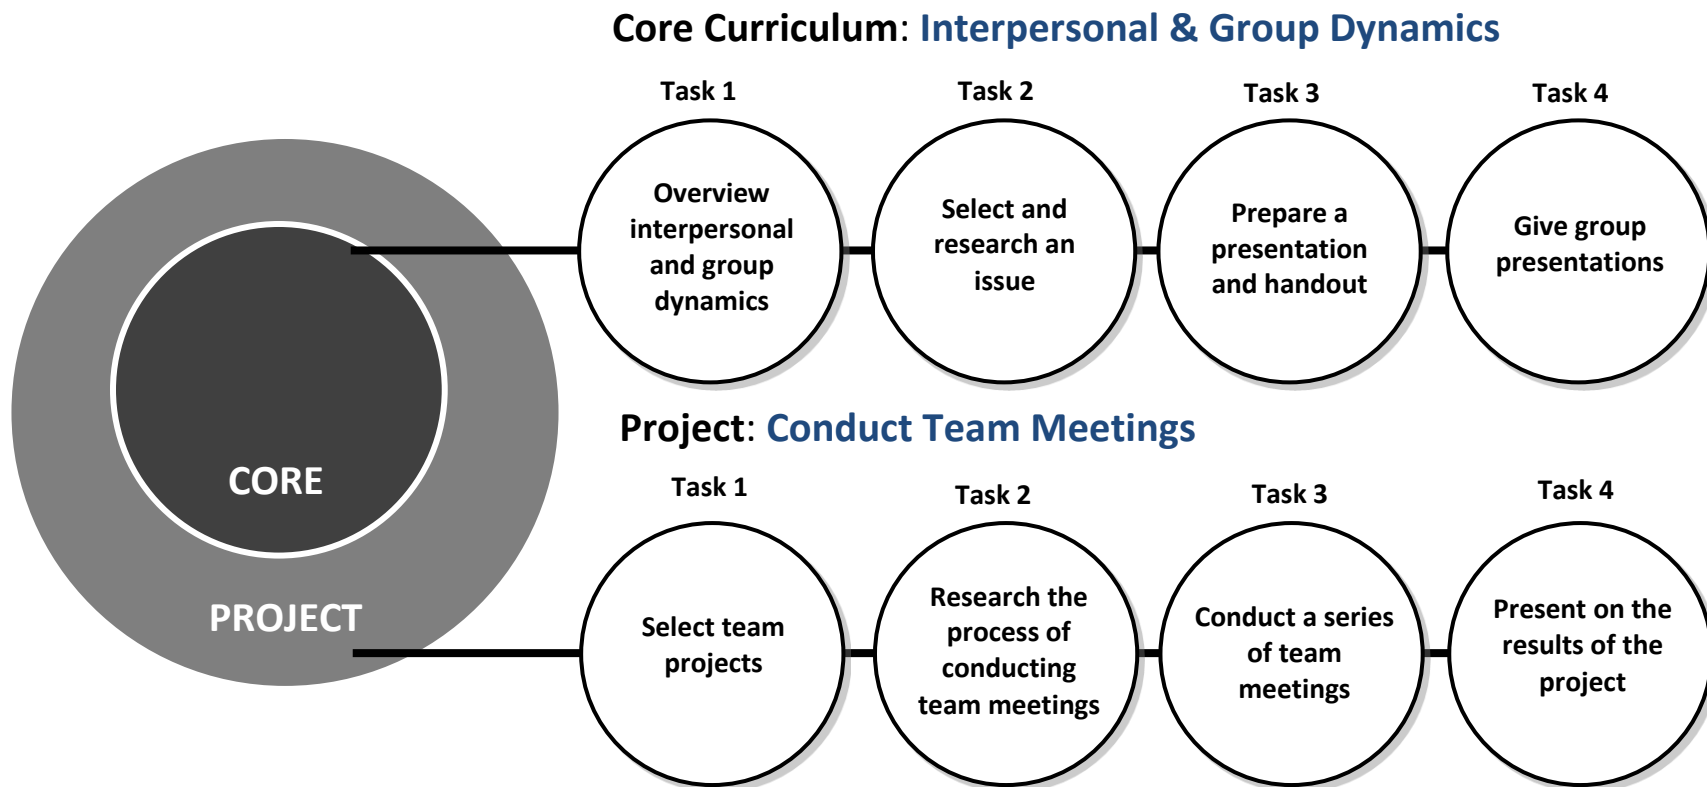 Core Curriculum: Interpersonal & Group Dynamics
Task 1
Task 2
Task 3
Task 4
Overview
interpersonal
and group
dynamics
Select and
research an
issue
Prepare a
presentation
and handout
Give group
presentations
CORE
PROJECT
Project: Conduct Team Meetings
Task 1
Task 2
Task 3
Task 4
Select team
projects
Research the
process of
conducting
team meetings
Conduct a series
of team
meetings
Present on the
results of the
project